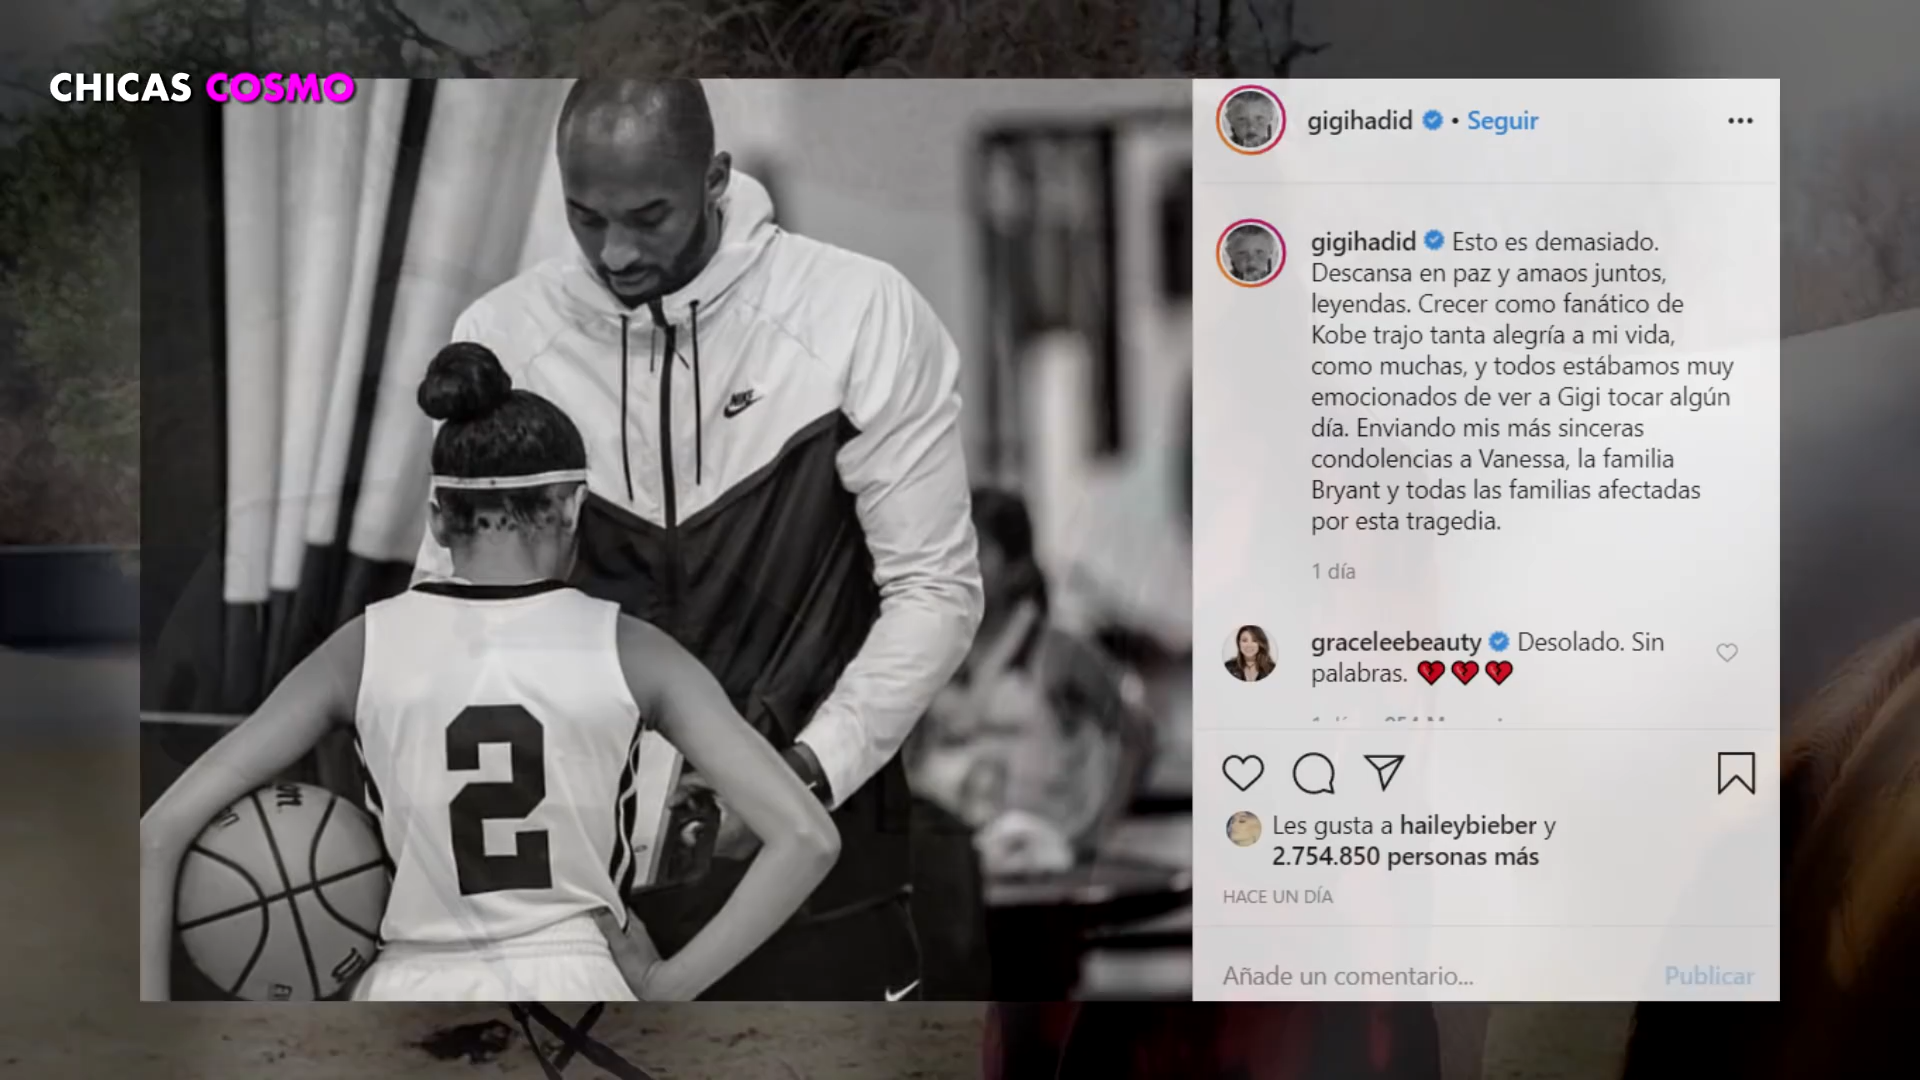 CHICAS COSMO
gigihadid • Seguir
gigihadid Esto es demasiado.
Descansa en paz y amaos juntos,
leyendas. Crecer como fanático de
Kobe trajo tanta alegría a mi vida,
como muchas, y todos estábamos muy
emocionados de ver a Gigi tocar algún
día. Enviando mis más sinceras
condolencias a Vanessa, la familia
Bryant y todas las familias afectadas
por esta tragedia.
1 día
graceleebeauty Desolado. Sin
palabras.
Les gusta a haileybieber y
2.754.850 personas más
HACE UN DÍA
Añade un comentario...
Publicar
NIKE
2